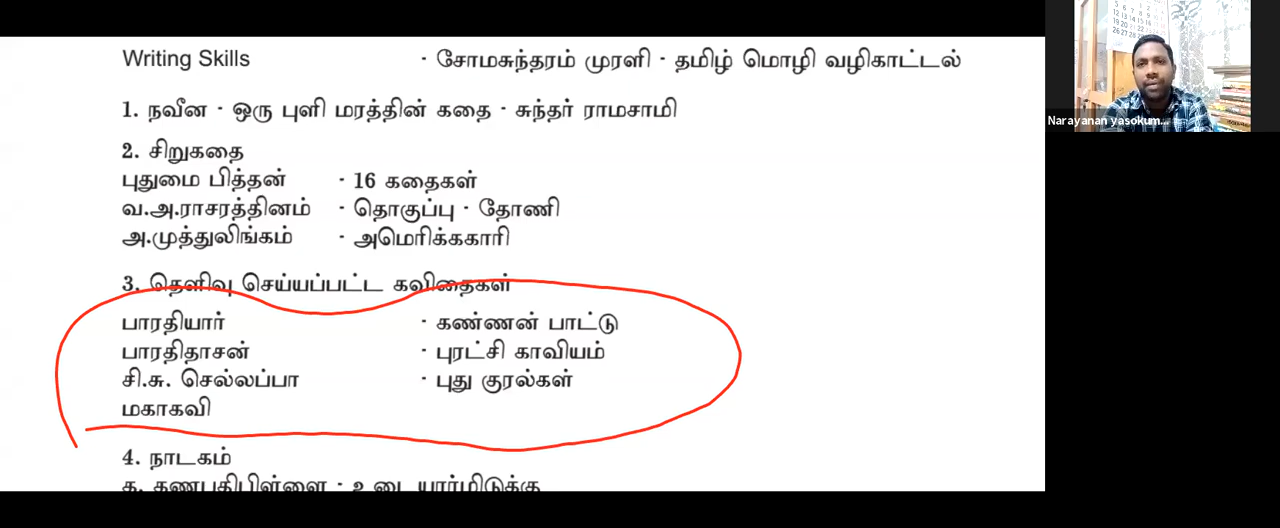 Writing Skills - சோமசுந்தரம் முரளி - தமிழ் மொழி வழிகாட்டல்
1. நவீன - ஒரு புளி மரத்தின் கதை - சுந்தர் ராமசாமி
2. சிறுகதை
புதுமை பித்தன் - 16 கதைகள்
வ.அ.ராசரத்தினம் - தொகுப்பு - தோணி
அ.முத்துலிங்கம் - அமெரிக்ககாரி
3. தெளிவு செய்யப்பட்ட கவிதைகள்
பாரதியார் - கண்ணன் பாட்டு
பாரதிதாசன் - புரட்சி காவியம்
சி.சு. செல்லப்பா - புது குரல்கள்
மகாகவி
4. நாடகம்
க. கணபதிபிள்ளை - உடையார்மிடுக்கு
Narayanan yasokum...